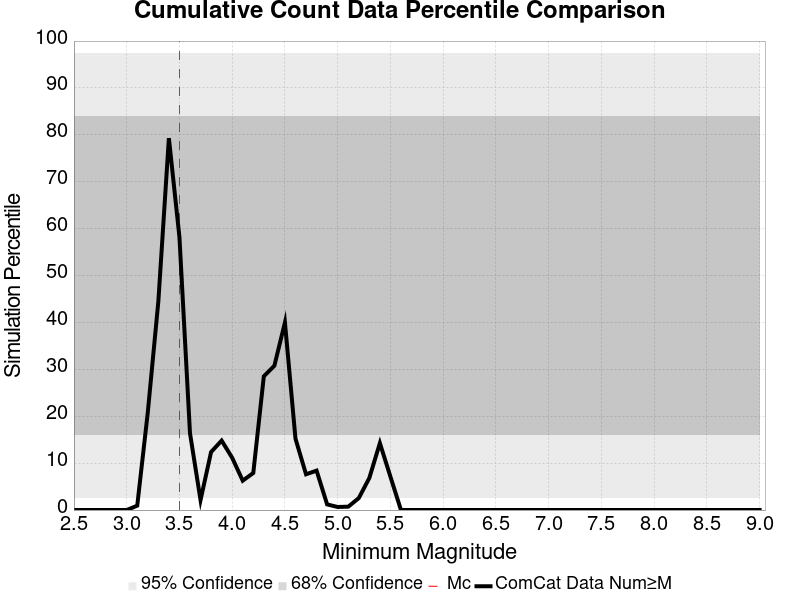 Cumulative Count Data Percentile Comparison
100
90
80
70
60
50
40
30
20
10
0
Simulation Percentile
2.5 3.0 3.5 4.0 4.5 5.0 5.5 6.0 6.5 7.0 7.5 8.0 8.5 9.0
Minimum Magnitude
95% Confidence 68% Confidence Mc ComCat Data Num≥M